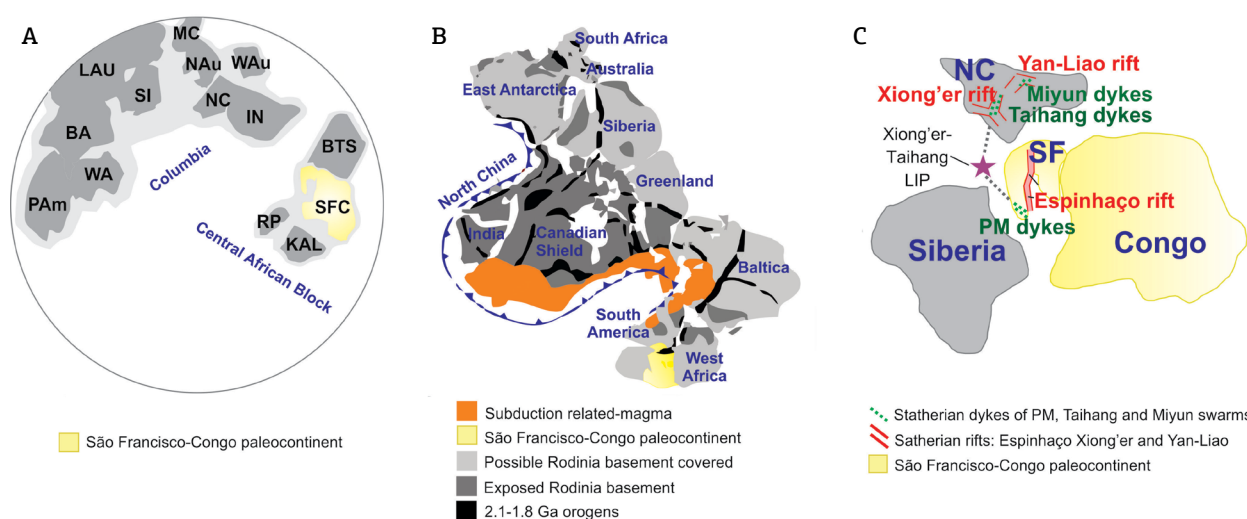 A
MC
LAU
NAu
WAu
SI
NC
IN
BA
BTS
WA
Columbia
PAm
SFC
RP
KAL
Central African Block
São Francisco-Congo paleocontinent
B
South Africa
Australia
East Antarctica
Siberia
North China
Greenland
India
Canadian
Shield
Baltica
South
America
West
Africa
Subduction related-magma
São Francisco-Congo paleocontinent
Possible Rodinia basement covered
Exposed Rodinia basement
2.1-1.8 Ga orogens
C
Yan-Liao rift
NC
Xiong'er rift
Miyun dykes
Taihang dykes
Xiong'er-
Taihang
LIP
SF
Espinhaço rift
PM dykes
Siberia
Congo
Statherian dykes of PM, Taihang and Miyun swarms
Satherian rifts: Espinhaço Xiong'er and Yan-Liao
São Francisco-Congo paleocontinent